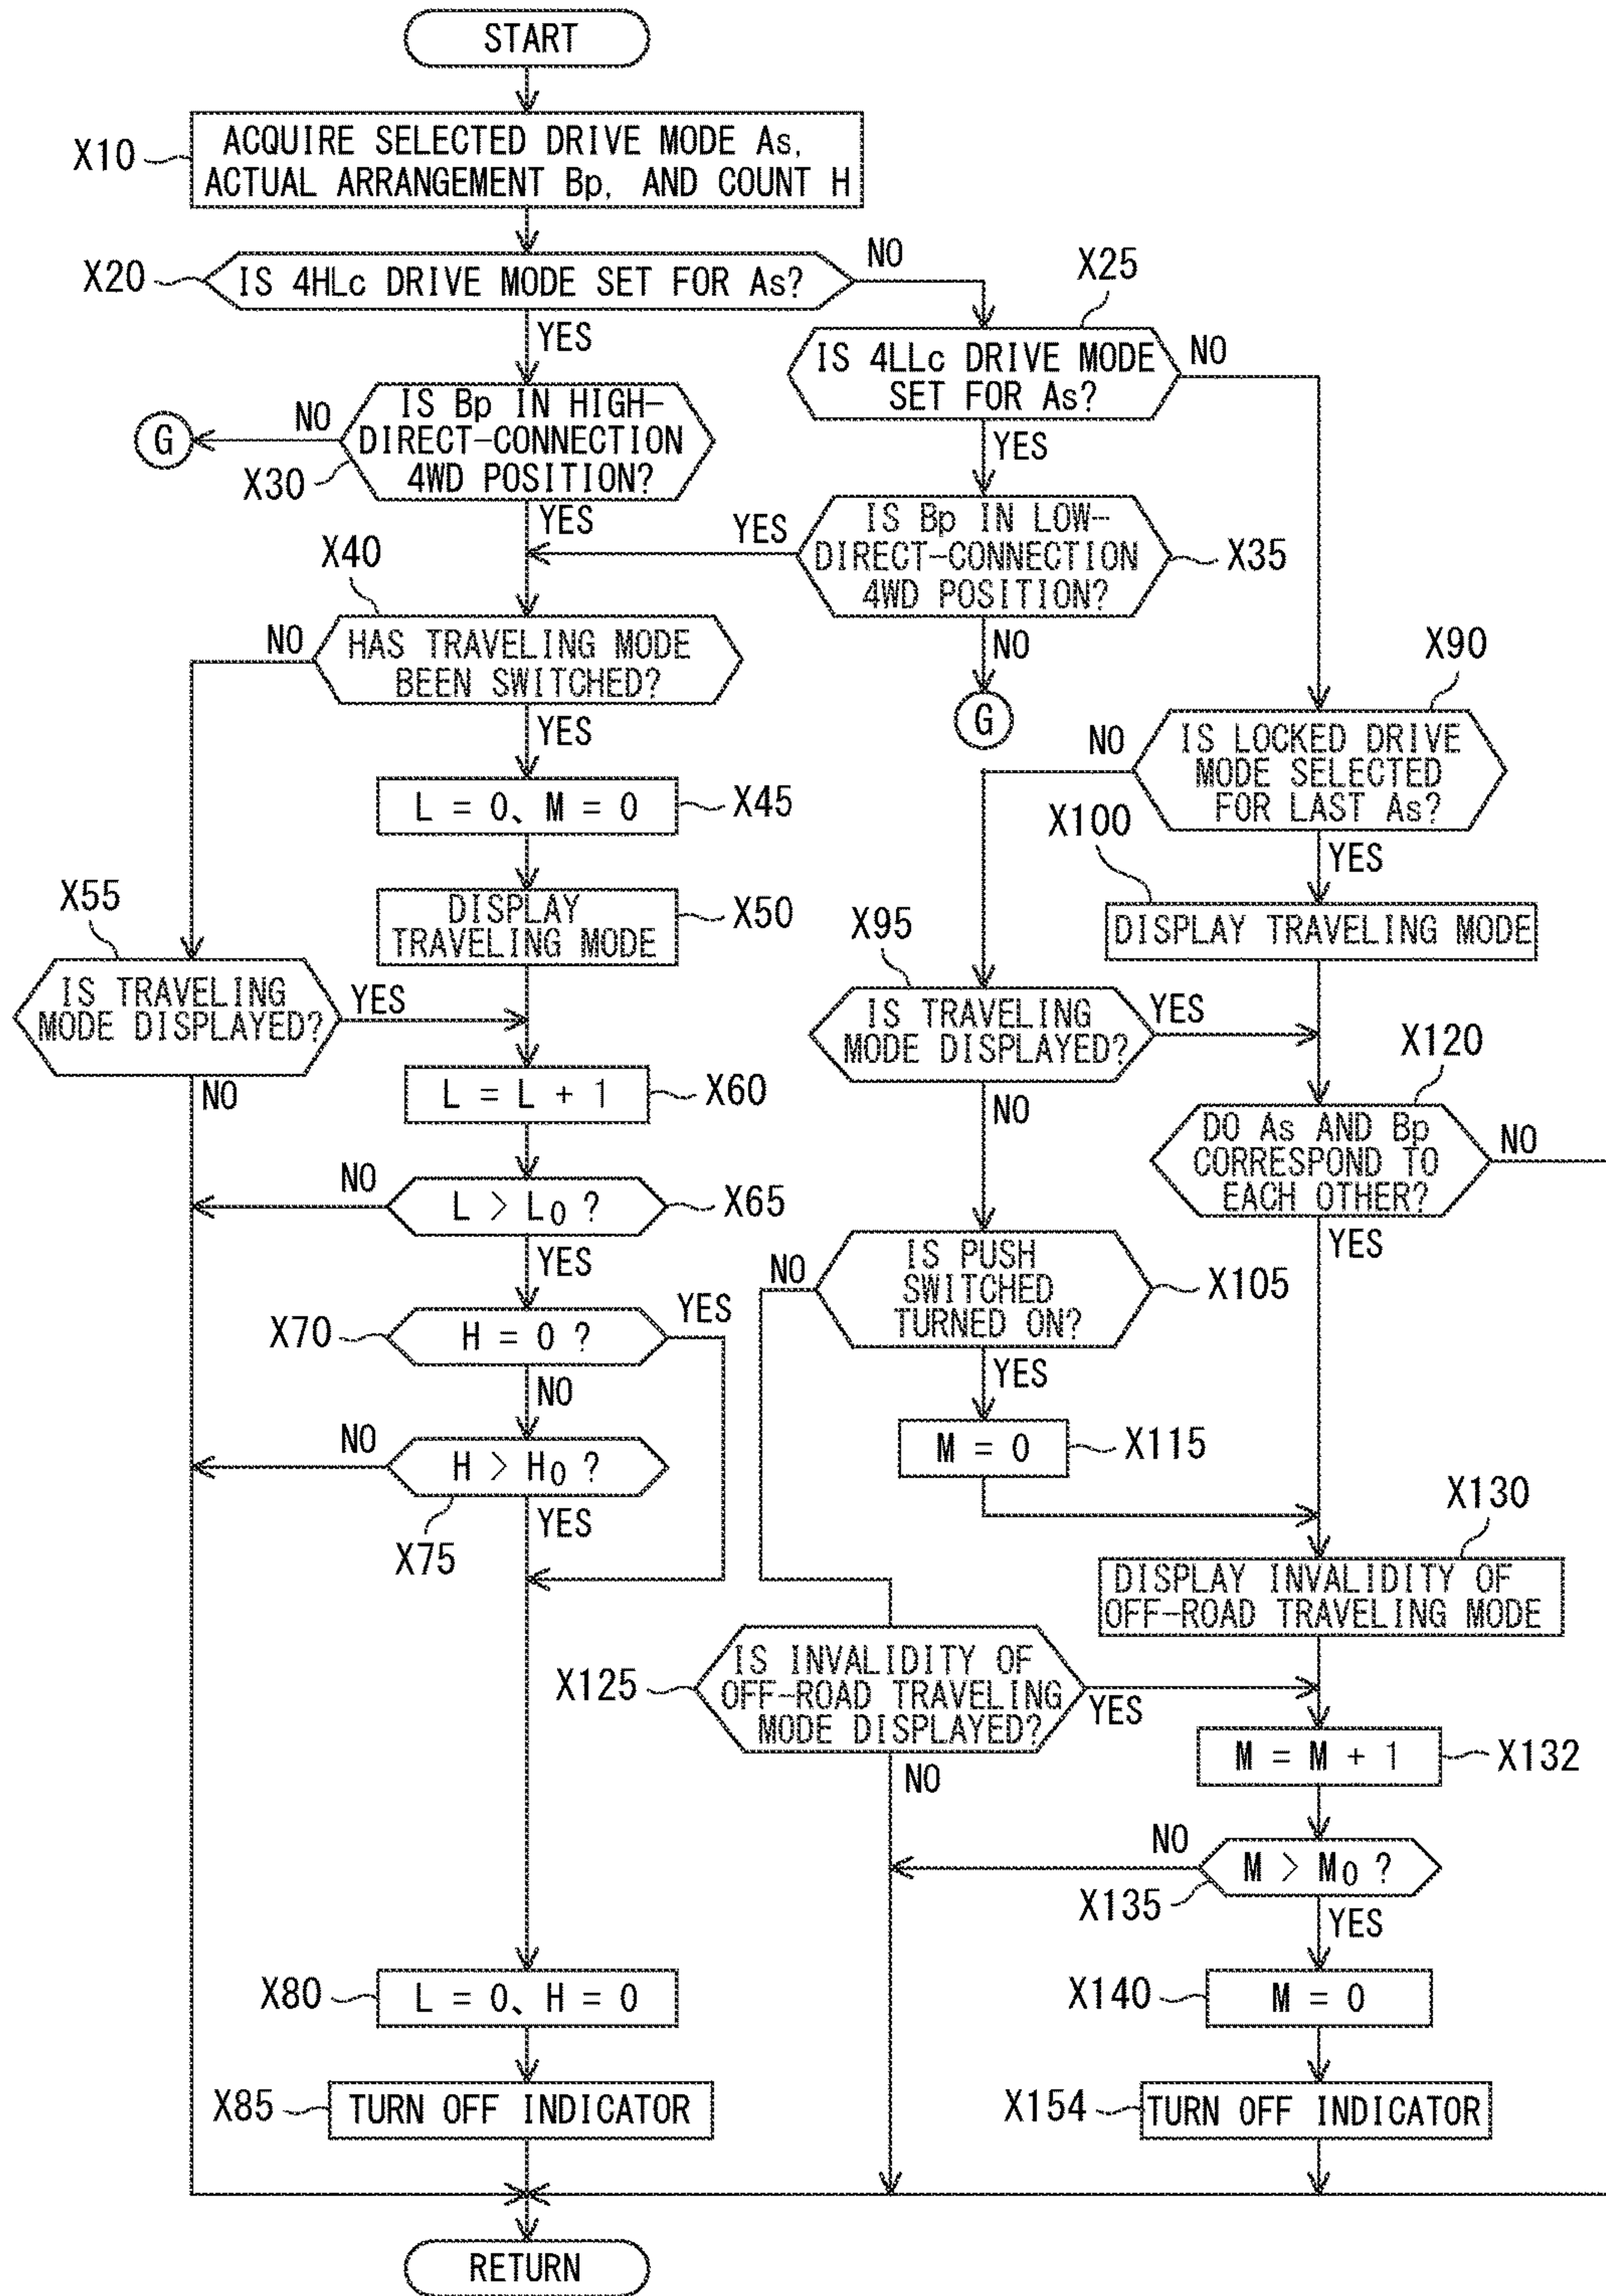 START
X10
ACQUIRE SELECTED DRIVE MODE As,
ACTUAL ARRANGEMENT Bp, AND COUNT H
X20
IS 4HLc DRIVE MODE SET FOR As?
NO
YES
X25
IS 4LLc DRIVE MODE
SET FOR As?
NO
YES
G
NO
IS Bp IN HIGH-
DIRECT-CONNECTION
4WD POSITION?
X30
YES
YES
IS Bp IN LOW-
DIRECT-CONNECTION
4WD POSITION?
X35
NO
G
X40
NO
HAS TRAVELING MODE
BEEN SWITCHED?
YES
L = 0、M = 0
X45
DISPLAY
TRAVELING MODE
X50
X55
IS TRAVELING
MODE DISPLAYED?
YES
NO
L = L + 1
X60
NO
L > L0 ?
X65
YES
X70
H = 0 ?
YES
NO
NO
H > H0 ?
X75
YES
X80
L = 0、H = 0
X85
TURN OFF INDICATOR
X90
NO
IS LOCKED DRIVE
MODE SELECTED
FOR LAST As?
YES
X100
DISPLAY TRAVELING MODE
X95
IS TRAVELING
MODE DISPLAYED?
YES
NO
X120
DO As AND Bp
CORRESPOND TO
EACH OTHER?
NO
YES
NO
IS PUSH
SWITCHED
TURNED ON?
X105
YES
M = 0
X115
X130
DISPLAY INVALIDITY OF
OFF-ROAD TRAVELING MODE
X125
IS INVALIDITY OF
OFF-ROAD TRAVELING
MODE DISPLAYED?
YES
NO
M = M + 1
X132
NO
M > M0 ?
X135
YES
X140
M = 0
X154
TURN OFF INDICATOR
RETURN